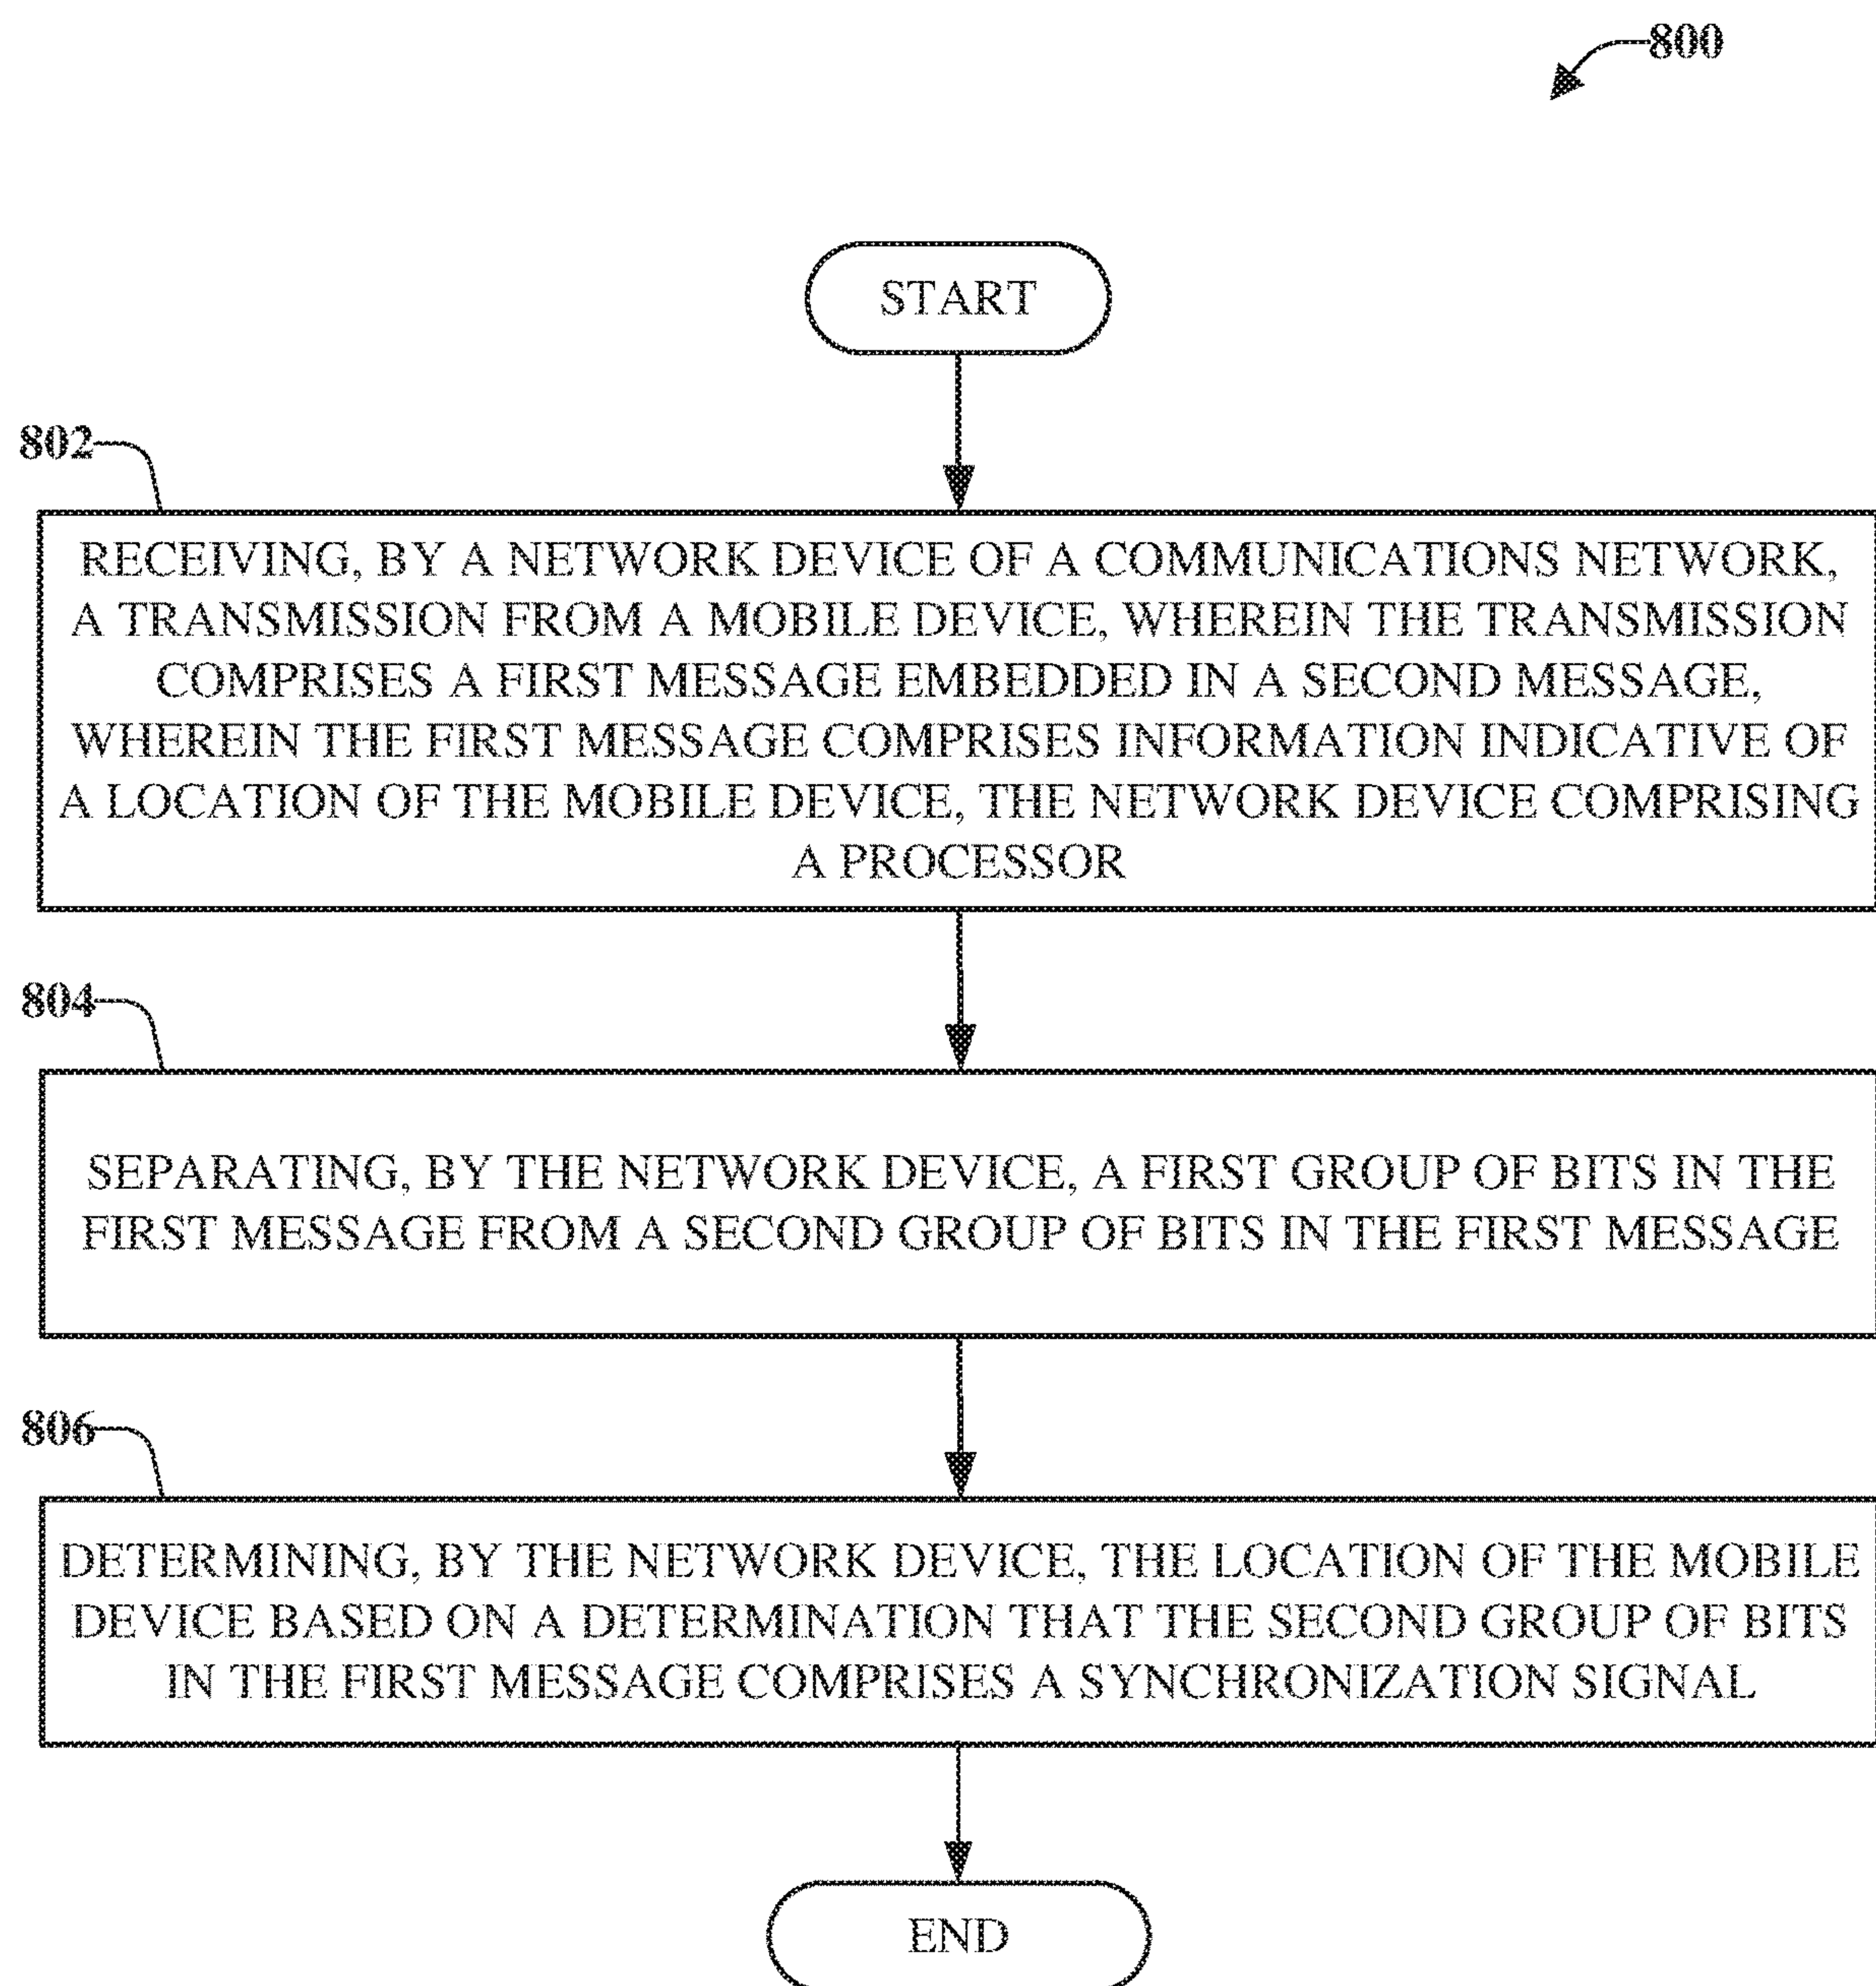 800
START
802
RECEIVING, BY A NETWORK DEVICE OF A COMMUNICATIONS NETWORK,
A TRANSMISSION FROM A MOBILE DEVICE, WHEREIN THE TRANSMISSION
COMPRISES A FIRST MESSAGE EMBEDDED IN A SECOND MESSAGE,
WHEREIN THE FIRST MESSAGE COMPRISES INFORMATION INDICATIVE OF
A LOCATION OF THE MOBILE DEVICE, THE NETWORK DEVICE COMPRISING
A PROCESSOR
804
SEPARATING, BY THE NETWORK DEVICE, A FIRST GROUP OF BITS IN THE
FIRST MESSAGE FROM A SECOND GROUP OF BITS IN THE FIRST MESSAGE
806
DETERMINING, BY THE NETWORK DEVICE, THE LOCATION OF THE MOBILE
DEVICE BASED ON A DETERMINATION THAT THE SECOND GROUP OF BITS
IN THE FIRST MESSAGE COMPRISES A SYNCHRONIZATION SIGNAL
END